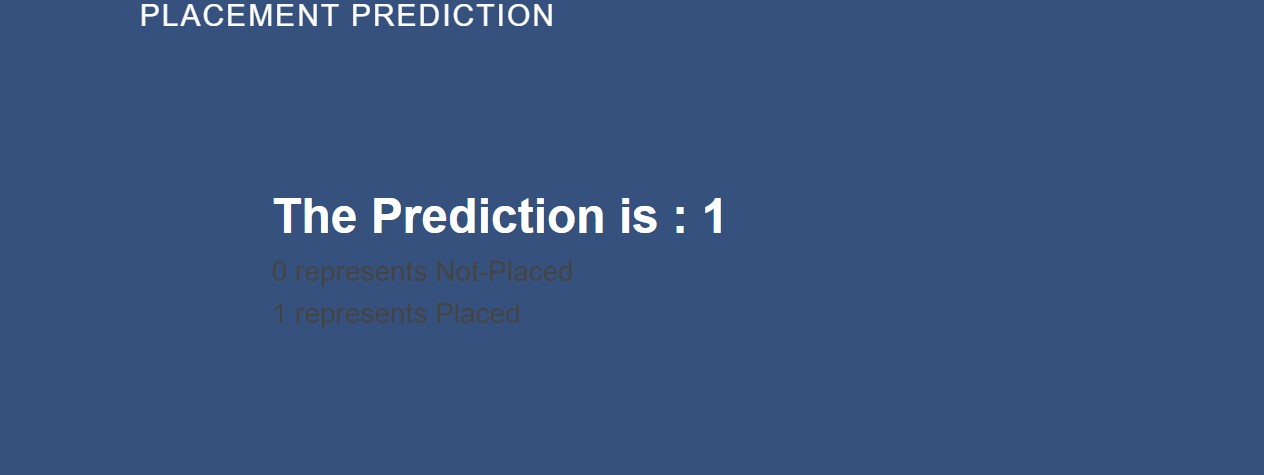 PLACEMENT PREDICTION
The Prediction is : 1
0 represents Not-Placed
1 represents Placed